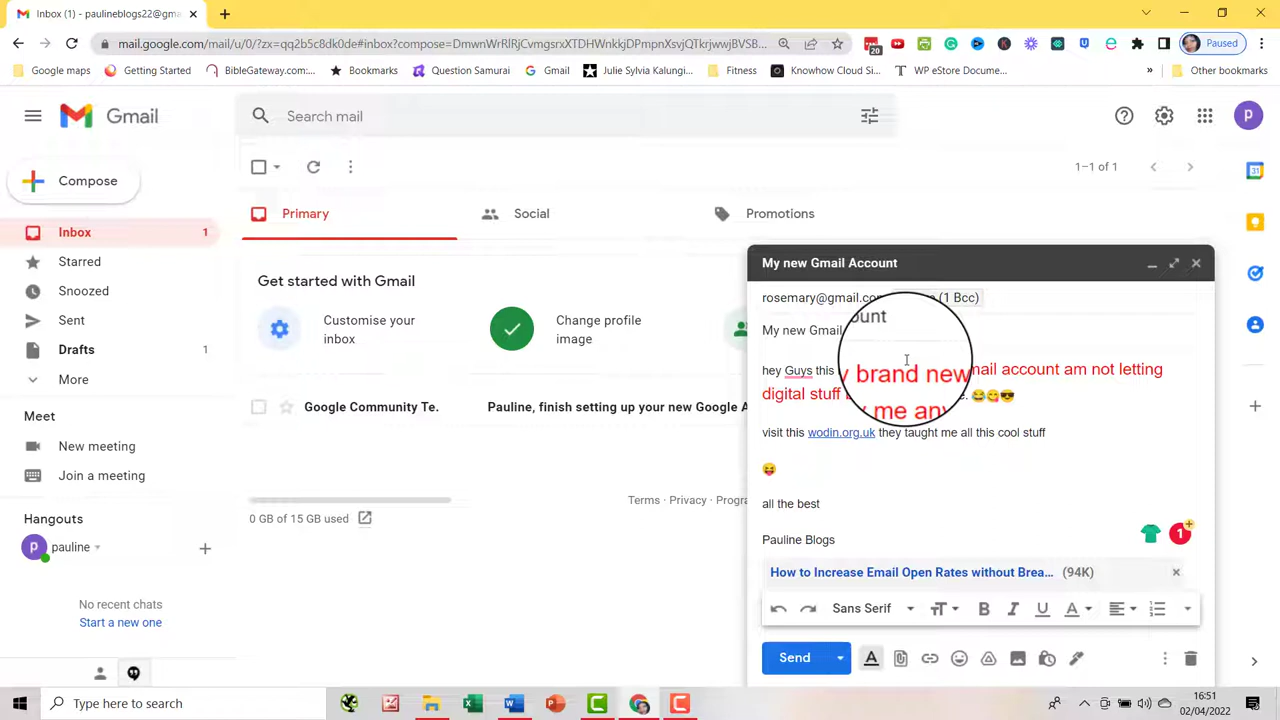 Inbox (1) - paulineblogs22@gmail
mail.google.com/mail/u/
20
Paused
Google maps
Getting Started
BibleGateway.com:...
Bookmarks
Question Samurai
Gmail
Julie Sylvia Kalungi...
Fitness
Knowhow Cloud Si...
WP eStore Docume...
»
Other bookmarks
Gmail
Search mail
p
Compose
1–1 of 1
31
Inbox 1
Primary
Social
Promotions
Starred
Snoozed
Sent
Drafts 1
More
Get started with Gmail
Customise your
inbox
Change profile
image
Google Community Te.
Pauline, finish setting up your new Google A
Terms · Privacy · Progra
0 GB of 15 GB used
Meet
New meeting
Join a meeting
Hangouts
p pauline
No recent chats
Start a new one
My new Gmail Account
rosemary@gmail.co (1 Bcc)
ount
My new Gmail
hey Guys this brand new mail account am not letting
digital stuff me any 😂😋😎
visit this wodin.org.uk they taught me all this cool stuff
😝
all the best
Pauline Blogs
1
How to Increase Email Open Rates without Brea... (94K)
Sans Serif
B I U A
Send
A
Type here to search
16:51
02/04/2022